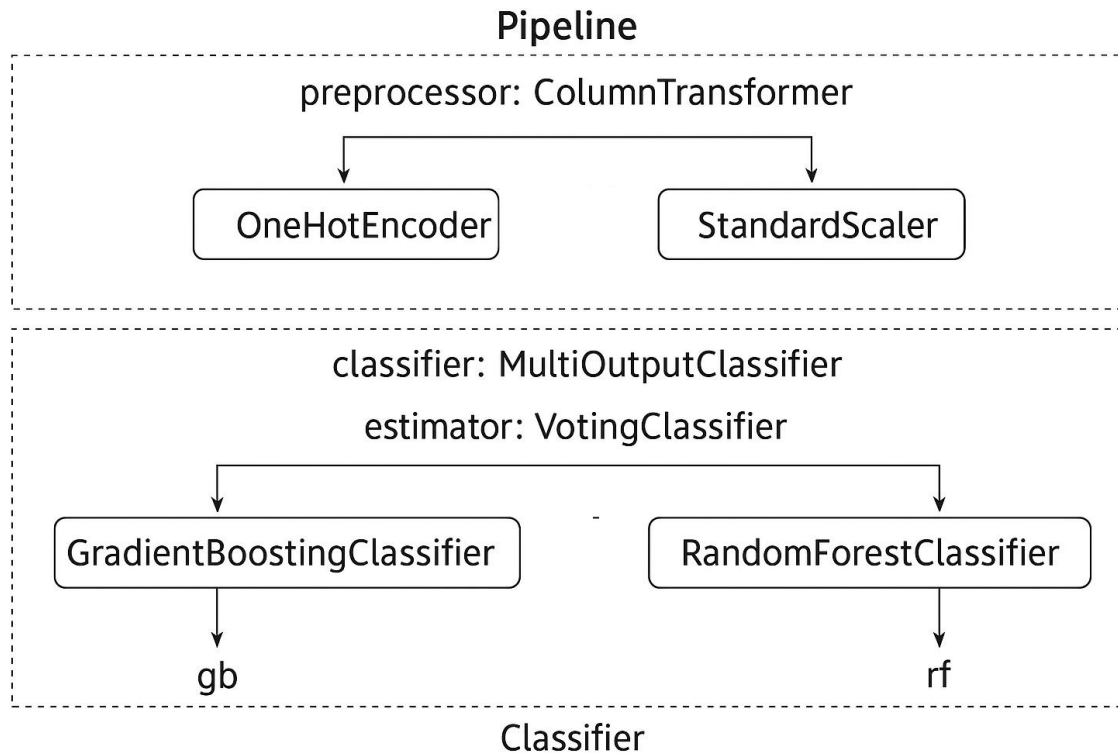 Pipeline
preprocessor: ColumnTransformer
OneHotEncoder
StandardScaler
classifier: MultiOutputClassifier
estimator: VotingClassifier
GradientBoostingClassifier
RandomForestClassifier
gb
rf
Classifier